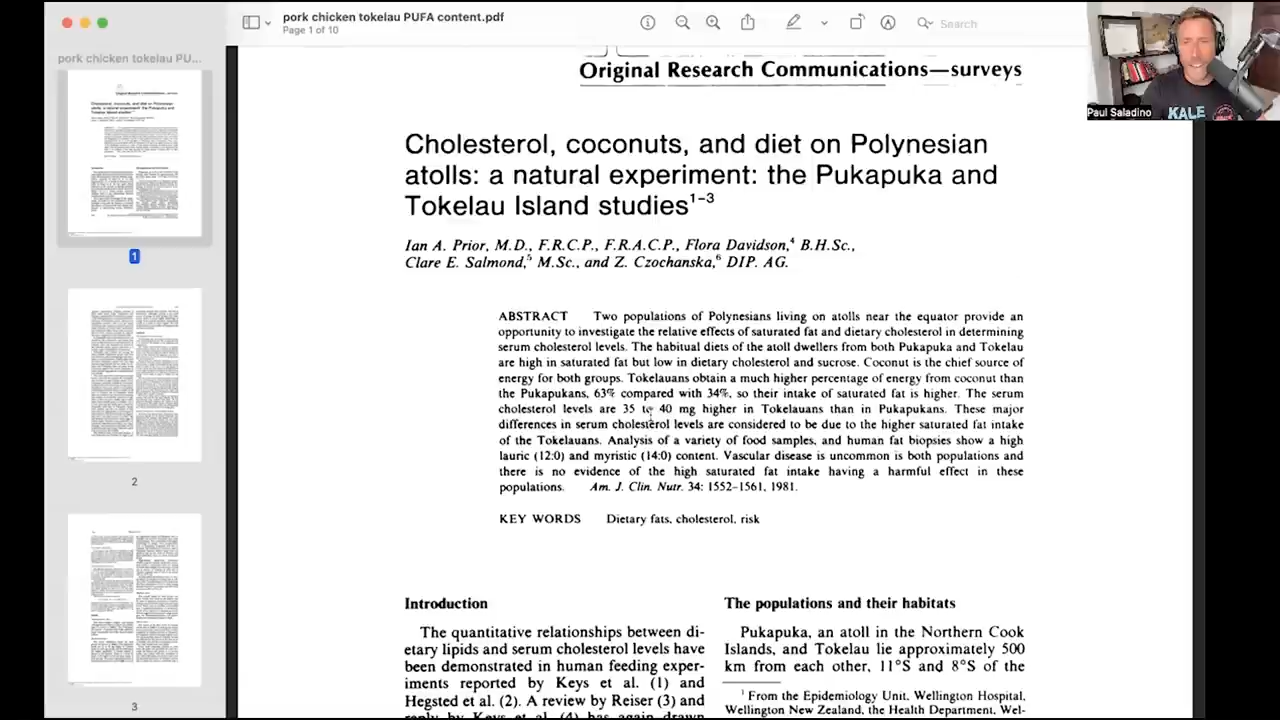 pork chicken tokelau PUFA content.pdf
Page 1 of 10
Search
pork chicken tokelau PU...
1
2
3
Paul Saladino
KALE
Original Research Communications—surveys
Cholesterol, coconuts, and diet on Polynesian
atolls: a natural experiment: the Pukapuka and
Tokelau Island studies1-3
Ian A. Prior, M.D., F.R.C.P., F.R.A.C.P., Flora Davidson,4 B.H.Sc.,
Clare E. Salmond,5 M.Sc., and Z. Czochanska,6 DIP. AG.
ABSTRACT Two populations of Polynesians living on atolls near the equator provide an
opportunity to investigate the relative effects of saturated fat and dietary cholesterol in determining
serum cholesterol levels. The habitual diets of the atoll dwellers from both Pukapuka and Tokelau
are high in saturated fat but low in dietary cholesterol and sucrose. Coconut is the chief source of
energy for both groups. Tokelauans obtain a much higher percentage of energy from coconut than
the Pukapukans, 63% compared with 34%, so their intake of saturated fat is higher. The serum
cholesterol levels are 35 to 40 mg higher in Tokelauans than in Pukapukans. These major
differences in serum cholesterol levels are considered to be due to the higher saturated fat intake
of the Tokelauans. Analysis of a variety of food samples, and human fat biopsies show a high
lauric (12:0) and myristic (14:0) content. Vascular disease is uncommon is both populations and
there is no evidence of the high saturated fat intake having a harmful effect in these
populations. Am. J. Clin. Nutr. 34: 1552-1561, 1981.
KEY WORDS Dietary fats, cholesterol, risk
Introduction
The quantitative relationships between di-
etary lipids and serum cholesterol levels have
been demonstrated in human feeding exper-
iments reported by Keys et al. (1) and
Hegsted et al. (2). A review by Reiser (3) and
reply by Keys et al. (4) has again drawn
The populations and their habitats
Pukapuka, an atoll in the Northern Cook
Islands, and Tokelau lie approximately 500
km from each other, 11°S and 8°S of the
1 From the Epidemiology Unit, Wellington Hospital,
Wellington New Zealand, the Health Department, Wel-